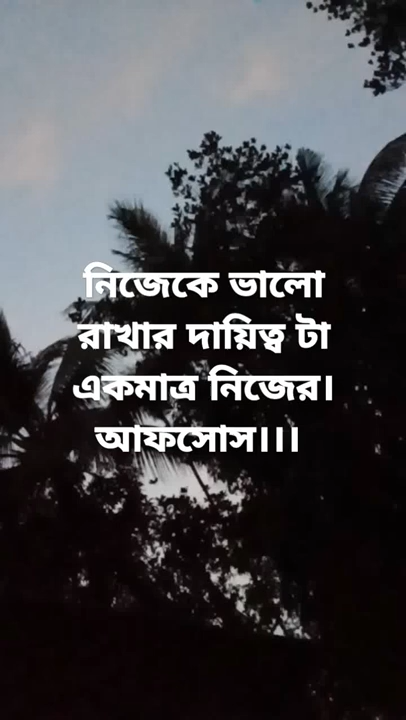 নিজেকে ভালো
রাখার দায়িত্ব টা
একমাত্র নিজের।
আফসোস।।।